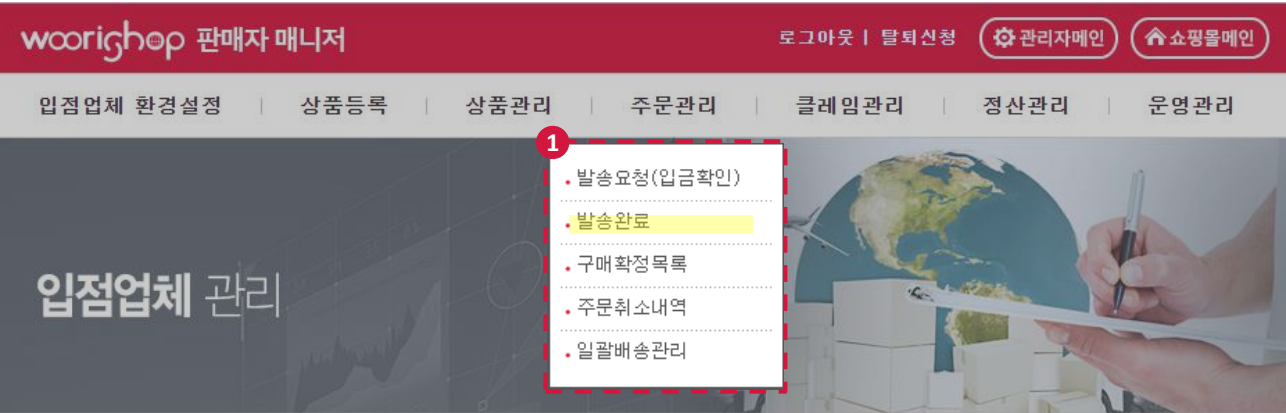 woorishop 판매자 매니저
로그아웃 | 탈퇴신청 관리자메인 쇼핑몰메인
입점업체 환경설정 | 상품등록 | 상품관리 | 주문관리 | 클레임관리 | 정산관리 | 운영관리
1
발송요청(입금확인)
발송완료
구매확정목록
주문취소내역
일괄배송관리
입점업체 관리